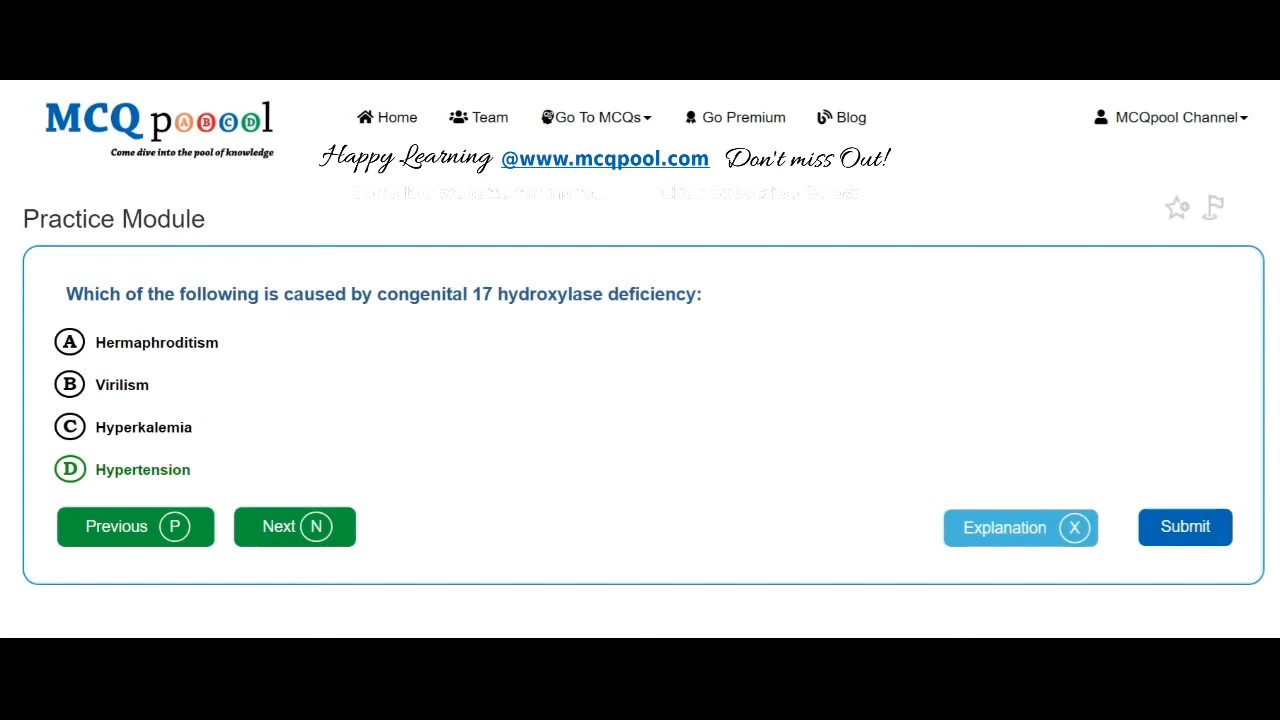 MCQ pooool
Come dive into the pool of knowledge
Home Team Go To MCQs Go Premium Blog MCQpool Channel
Happy Learning @www.mcqpool.com Don't miss Out!
Practice Module
Which of the following is caused by congenital 17 hydroxylase deficiency:
A Hermaphroditism
B Virilism
C Hyperkalemia
D Hypertension
Previous P Next N Explanation X Submit